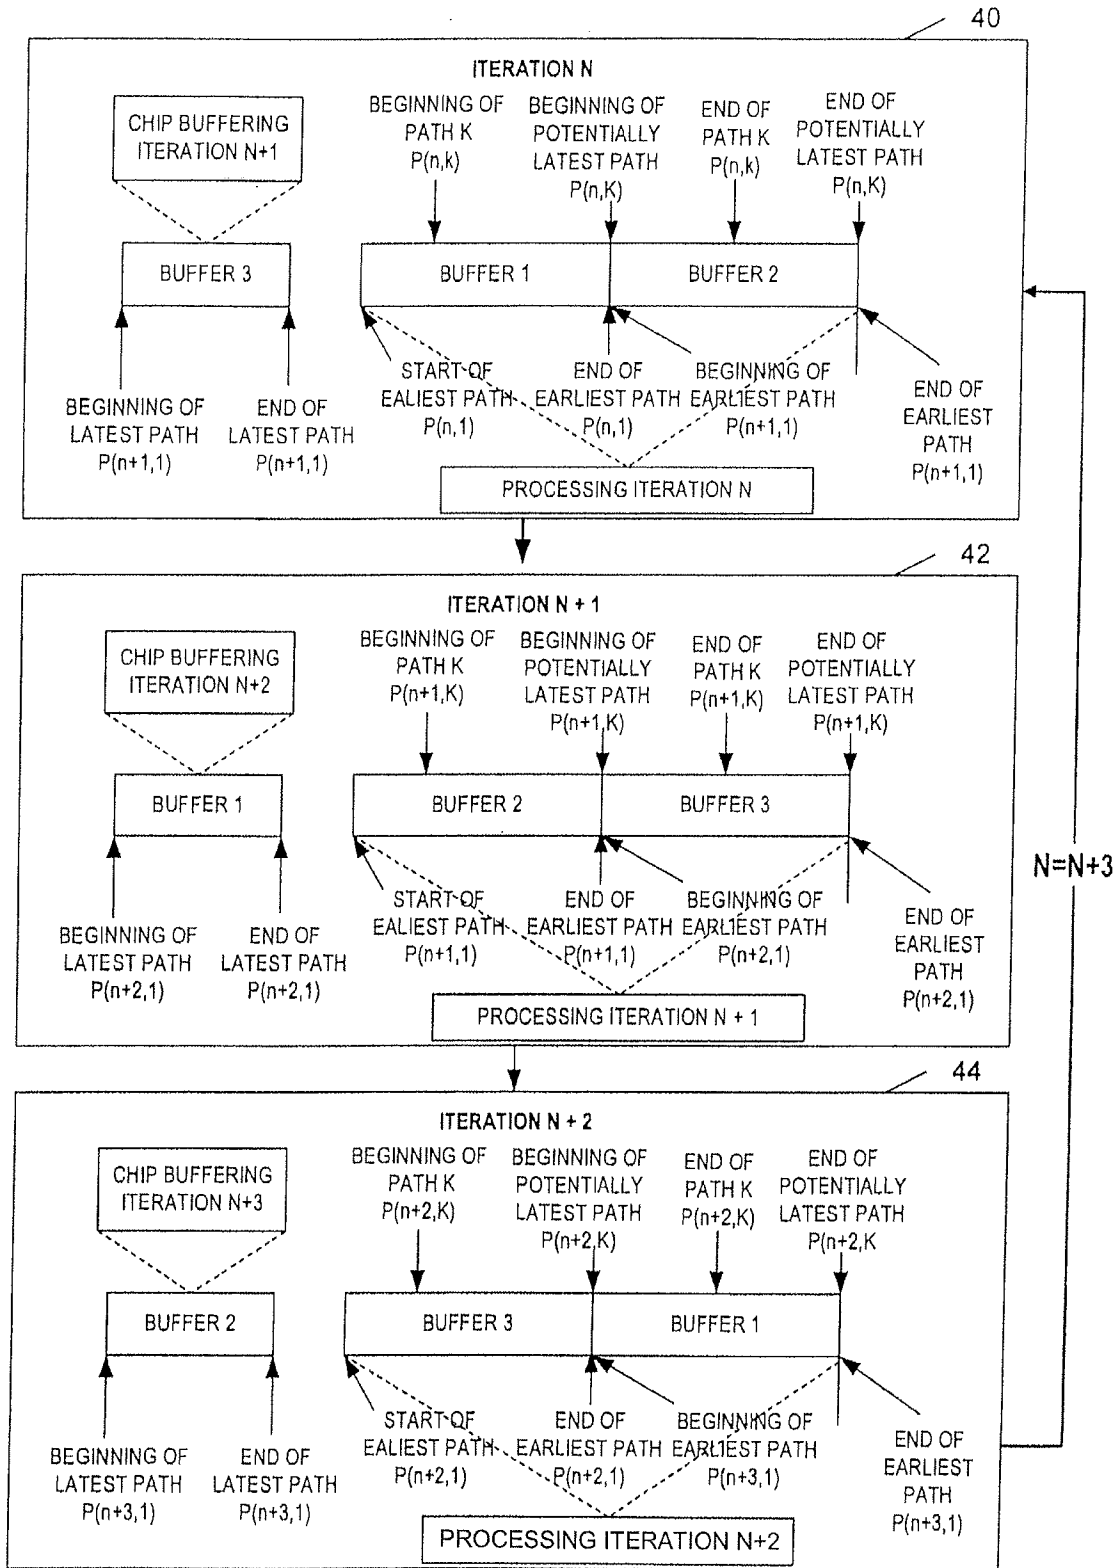 40
ITERATION N
CHIP BUFFERING
ITERATION N+1
BEGINNING OF
PATH K
P(n,k)
BEGINNING OF
POTENTIALLY
LATEST PATH
P(n,K)
END OF
PATH K
P(n,k)
END OF
POTENTIALLY
LATEST PATH
P(n,K)
BUFFER 3
BUFFER 1
BUFFER 2
BEGINNING OF
LATEST PATH
P(n+1,1)
END OF
LATEST PATH
P(n+1,1)
START OF
EALIEST PATH
P(n,1)
END OF
EARLIEST PATH
P(n,1)
BEGINNING OF
EARLIEST PATH
P(n+1,1)
END OF
EARLIEST
PATH
P(n+1,1)
PROCESSING ITERATION N
42
ITERATION N + 1
CHIP BUFFERING
ITERATION N+2
BEGINNING OF
PATH K
P(n+1,K)
BEGINNING OF
POTENTIALLY
LATEST PATH
P(n+1,K)
END OF
PATH K
P(n+1,K)
END OF
POTENTIALLY
LATEST PATH
P(n+1,K)
BUFFER 1
BUFFER 2
BUFFER 3
BEGINNING OF
LATEST PATH
P(n+2,1)
END OF
LATEST PATH
P(n+2,1)
START OF
EALIEST PATH
P(n+1,1)
END OF
EARLIEST PATH
P(n+1,1)
BEGINNING OF
EARLIEST PATH
P(n+2,1)
END OF
EARLIEST
PATH
P(n+2,1)
PROCESSING ITERATION N + 1
N=N+3
44
ITERATION N + 2
CHIP BUFFERING
ITERATION N+3
BEGINNING OF
PATH K
P(n+2,K)
BEGINNING OF
POTENTIALLY
LATEST PATH
P(n+2,K)
END OF
PATH K
P(n+2,K)
END OF
POTENTIALLY
LATEST PATH
P(n+2,K
BUFFER 2
BUFFER 3
BUFFER 1
BEGINNING OF
LATEST PATH
P(n+3,1)
END OF
LATEST PATH
P(n+3,1)
START OF
EALIEST PATH
P(n+2,1)
END OF
EARLIEST PATH
P(n+2,1)
BEGINNING OF
EARLIEST PATH
P(n+3,1)
END OF
EARLIEST
PATH
P(n+3,1)
PROCESSING ITERATION N+2